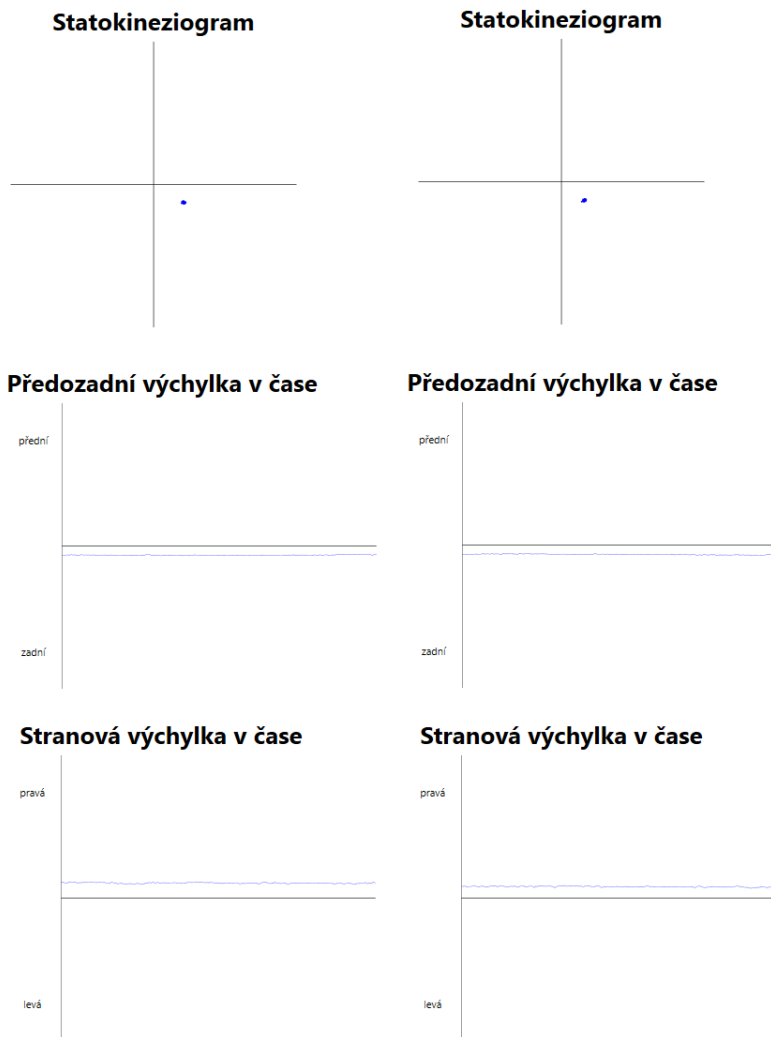 Statokineziogram
Statokineziogram
Předozadní výchylka v čase
Předozadní výchylka v čase
přední
přední
zadní
zadní
Stranová výchylka v čase
Stranová výchylka v čase
pravá
pravá
levá
levá